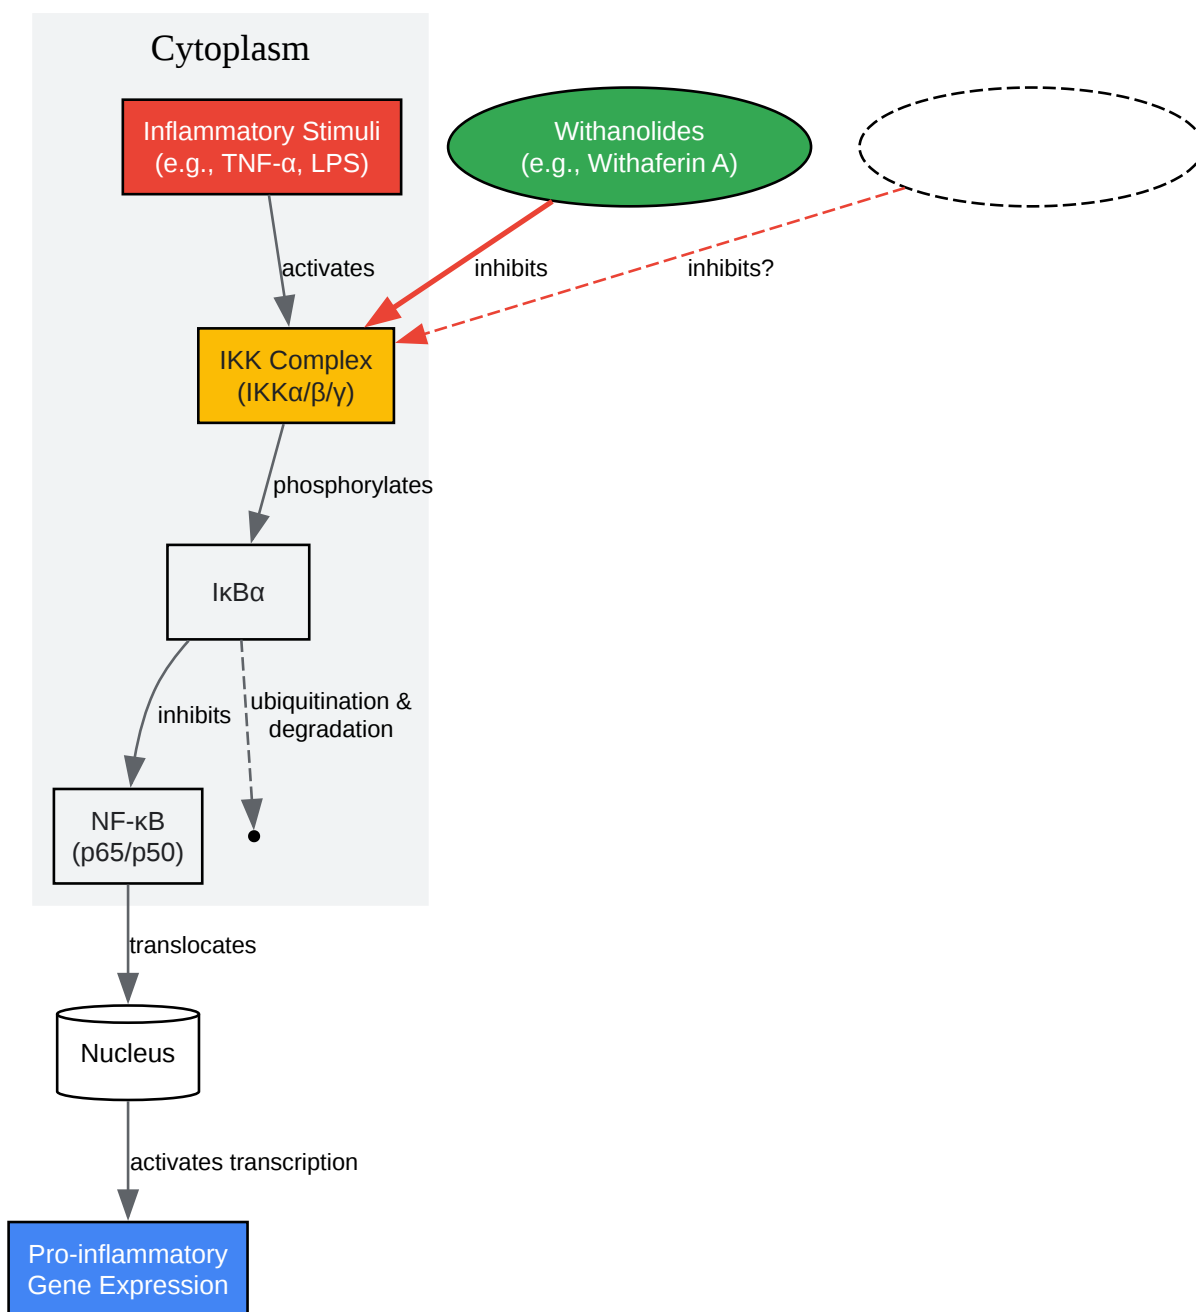 Cytoplasm
Inflammatory Stimuli
(e.g., TNF-α, LPS)
Withanolides
(e.g., Withaferin A)
activates
inhibits
inhibits?
IKK Complex
(IKKα/β/γ)
phosphorylates
IκBα
inhibits
ubiquitination &
degradation
NF-κB
(p65/p50)
translocates
Nucleus
activates transcription
Pro-inflammatory
Gene Expression